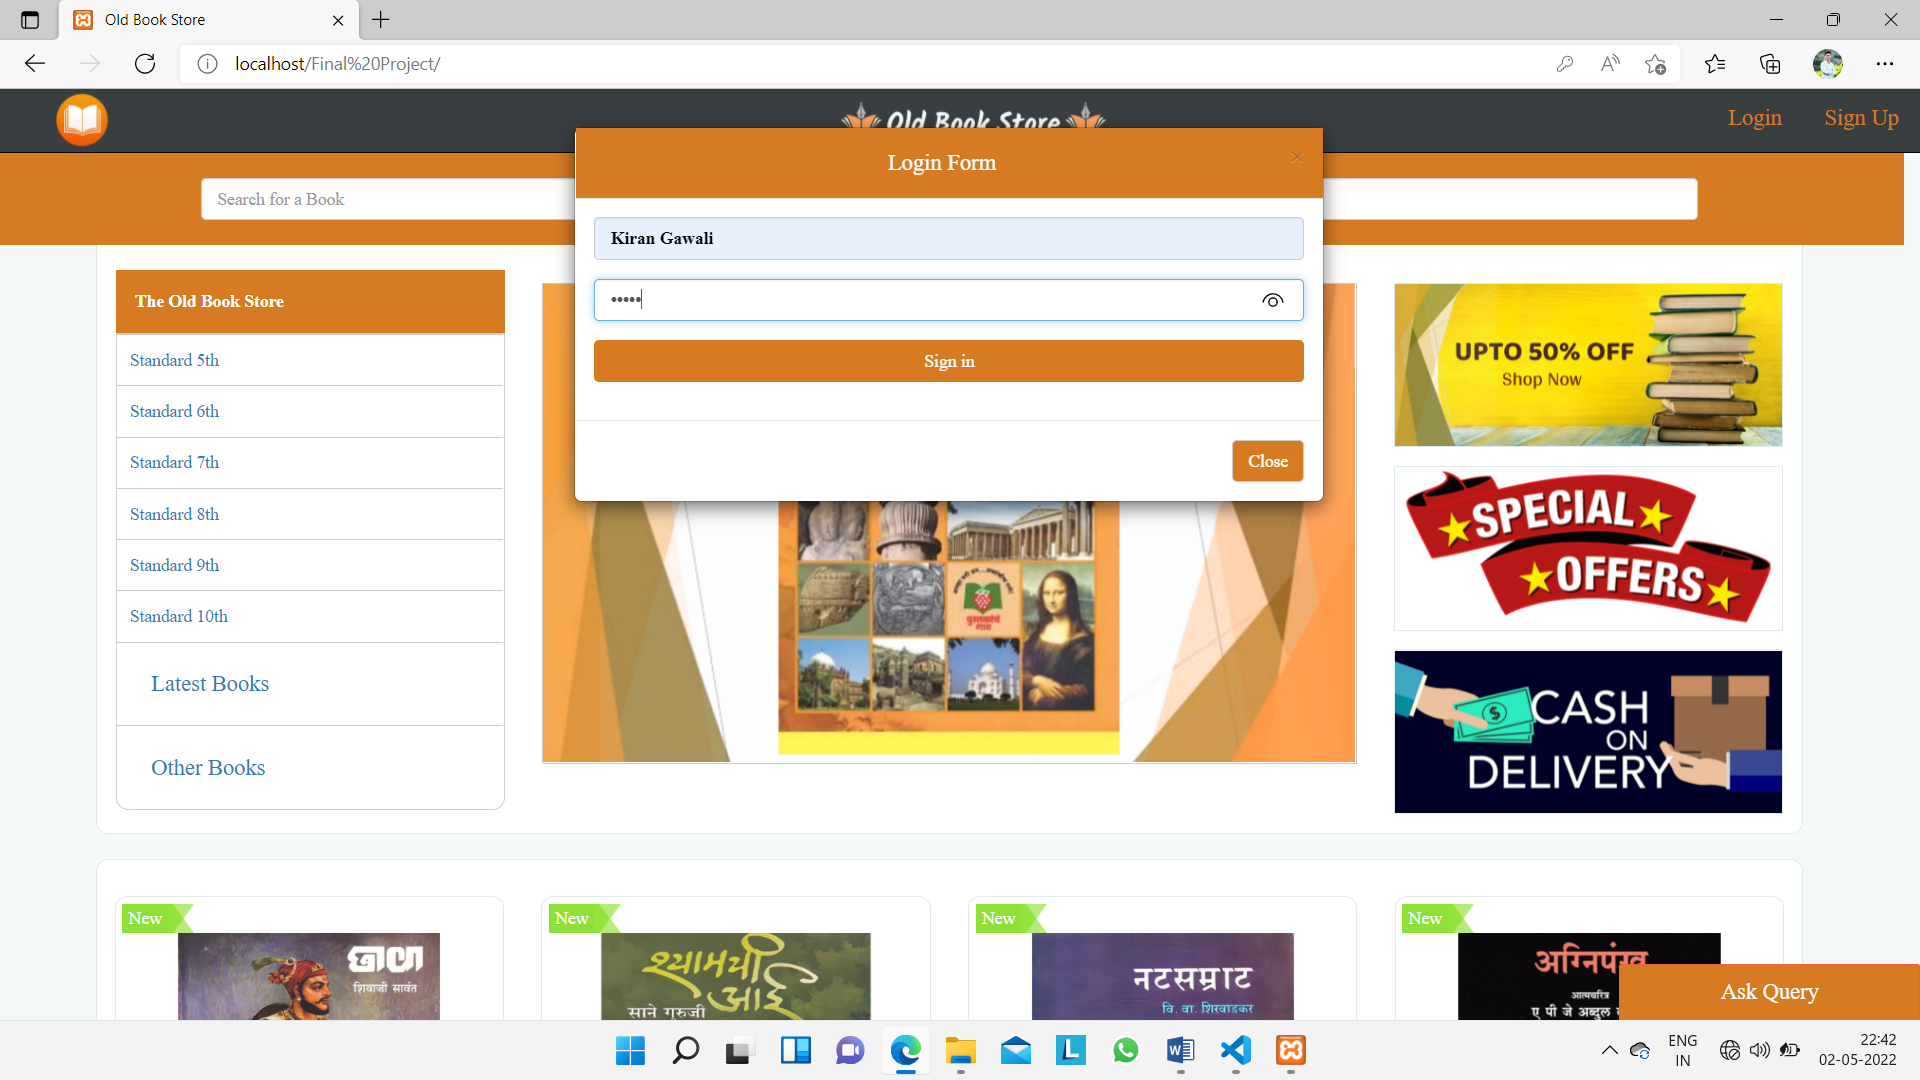 Old Book Store
localhost/Final%20Project/
Old Book Store
Login
Sign Up
Login Form
×
Search for a Book
Kiran Gawali
•••••
Sign in
Close
The Old Book Store
Standard 5th
Standard 6th
Standard 7th
Standard 8th
Standard 9th
Standard 10th
Latest Books
Other Books
पुस्तकांचे
गाव
UPTO 50% OFF
Shop Now
SPECIAL
OFFERS
CASH
ON
DELIVERY
New
छावा
शिवाजी सावंत
New
श्यामची
आई
साने गुरुजी
New
नटसम्राट
वि. वा. शिरवाडकर
New
अग्निपंख
आत्मचरित्र
ए पी जे अब्दुल
Ask Query
ENG
IN
22:42
02-05-2022